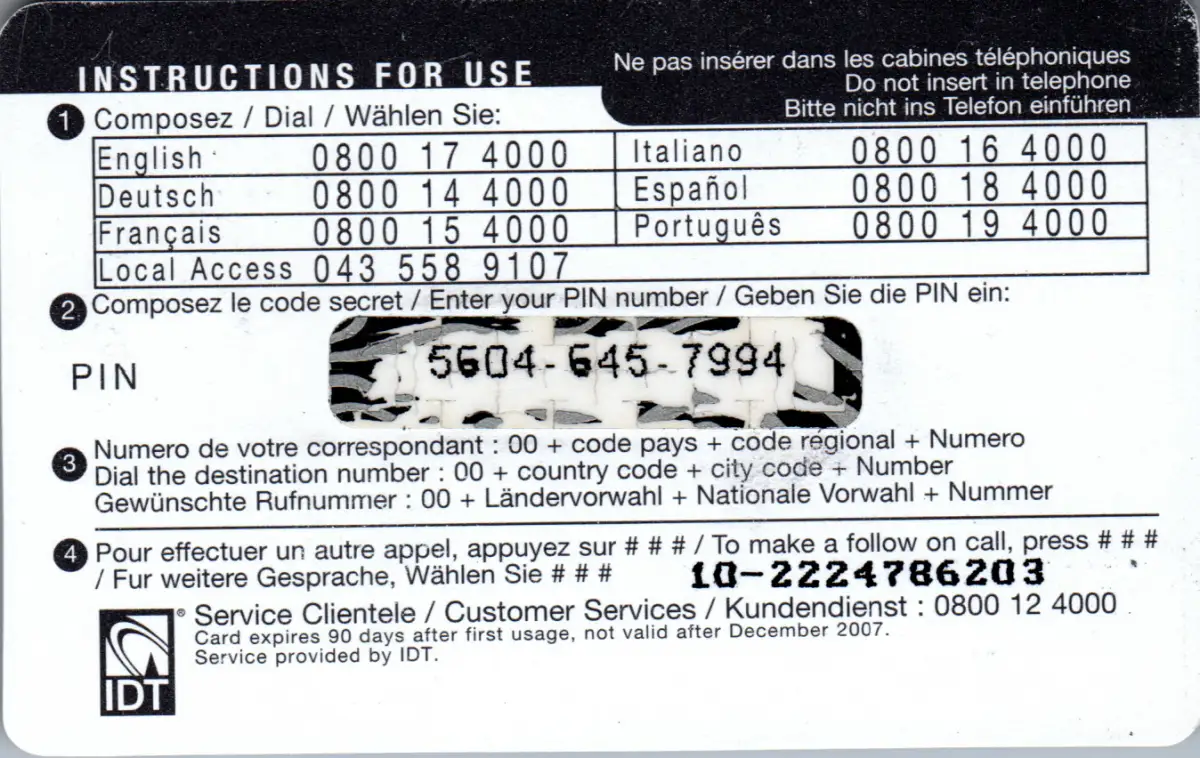 INSTRUCTIONS FOR USE
Ne pas insérer dans les cabines téléphoniques
Do not insert in telephone
Bitte nicht ins Telefon einführen
1 Composez / Dial / Wählen Sie:
English 0800 17 4000 Italiano 0800 16 4000
Deutsch 0800 14 4000 Español 0800 18 4000
Français 0800 15 4000 Português 0800 19 4000
Local Access 043 558 9107
2 Composez le code secret / Enter your PIN number / Geben Sie die PIN ein:
PIN 5604-645-7994
3 Numero de votre correspondant : 00 + code pays + code régional + Numero
Dial the destination number : 00 + country code + city code + Number
Gewünschte Rufnummer : 00 + Ländervorwahl + Nationale Vorwahl + Nummer
4 Pour effectuer un autre appel, appuyez sur # # # / To make a follow on call, press # # #
/ Fur weitere Gesprache, Wählen Sie # # # 10-2224786203
Service Clientele / Customer Services / Kundendienst : 0800 12 4000
Card expires 90 days after first usage, not valid after December 2007.
Service provided by IDT.
IDT®